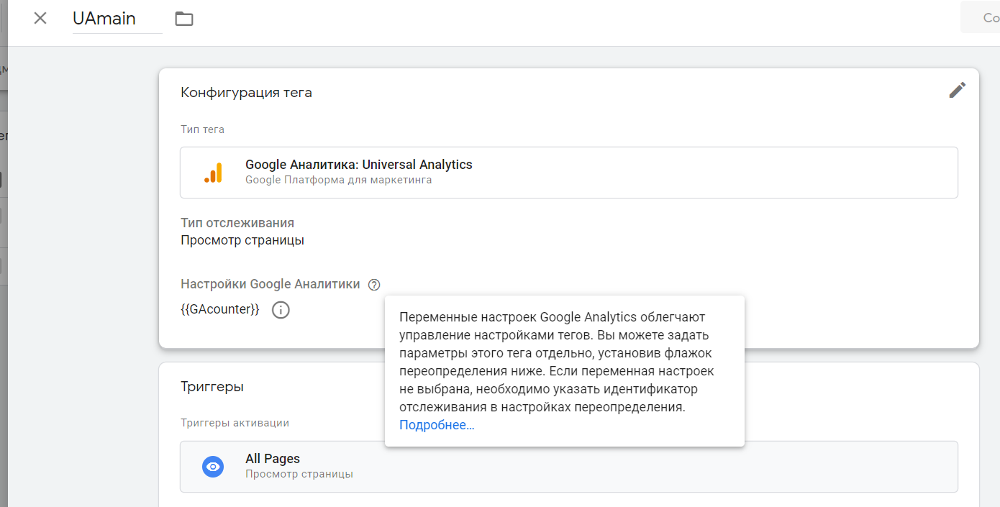 UAmain
Со
Конфигурация тега
Тип тега
Google Аналитика: Universal Analytics
Google Платформа для маркетинга
Тип отслеживания
Просмотр страницы
Настройки Google Аналитики
{{GAcounter}}
Переменные настроек Google Analytics облегчают
управление настройками тегов. Вы можете задать
параметры этого тега отдельно, установив флажок
переопределения ниже. Если переменная настроек
не выбрана, необходимо указать идентификатор
отслеживания в настройках переопределения.
Подробнее...
Триггеры
Триггеры активации
All Pages
Просмотр страницы